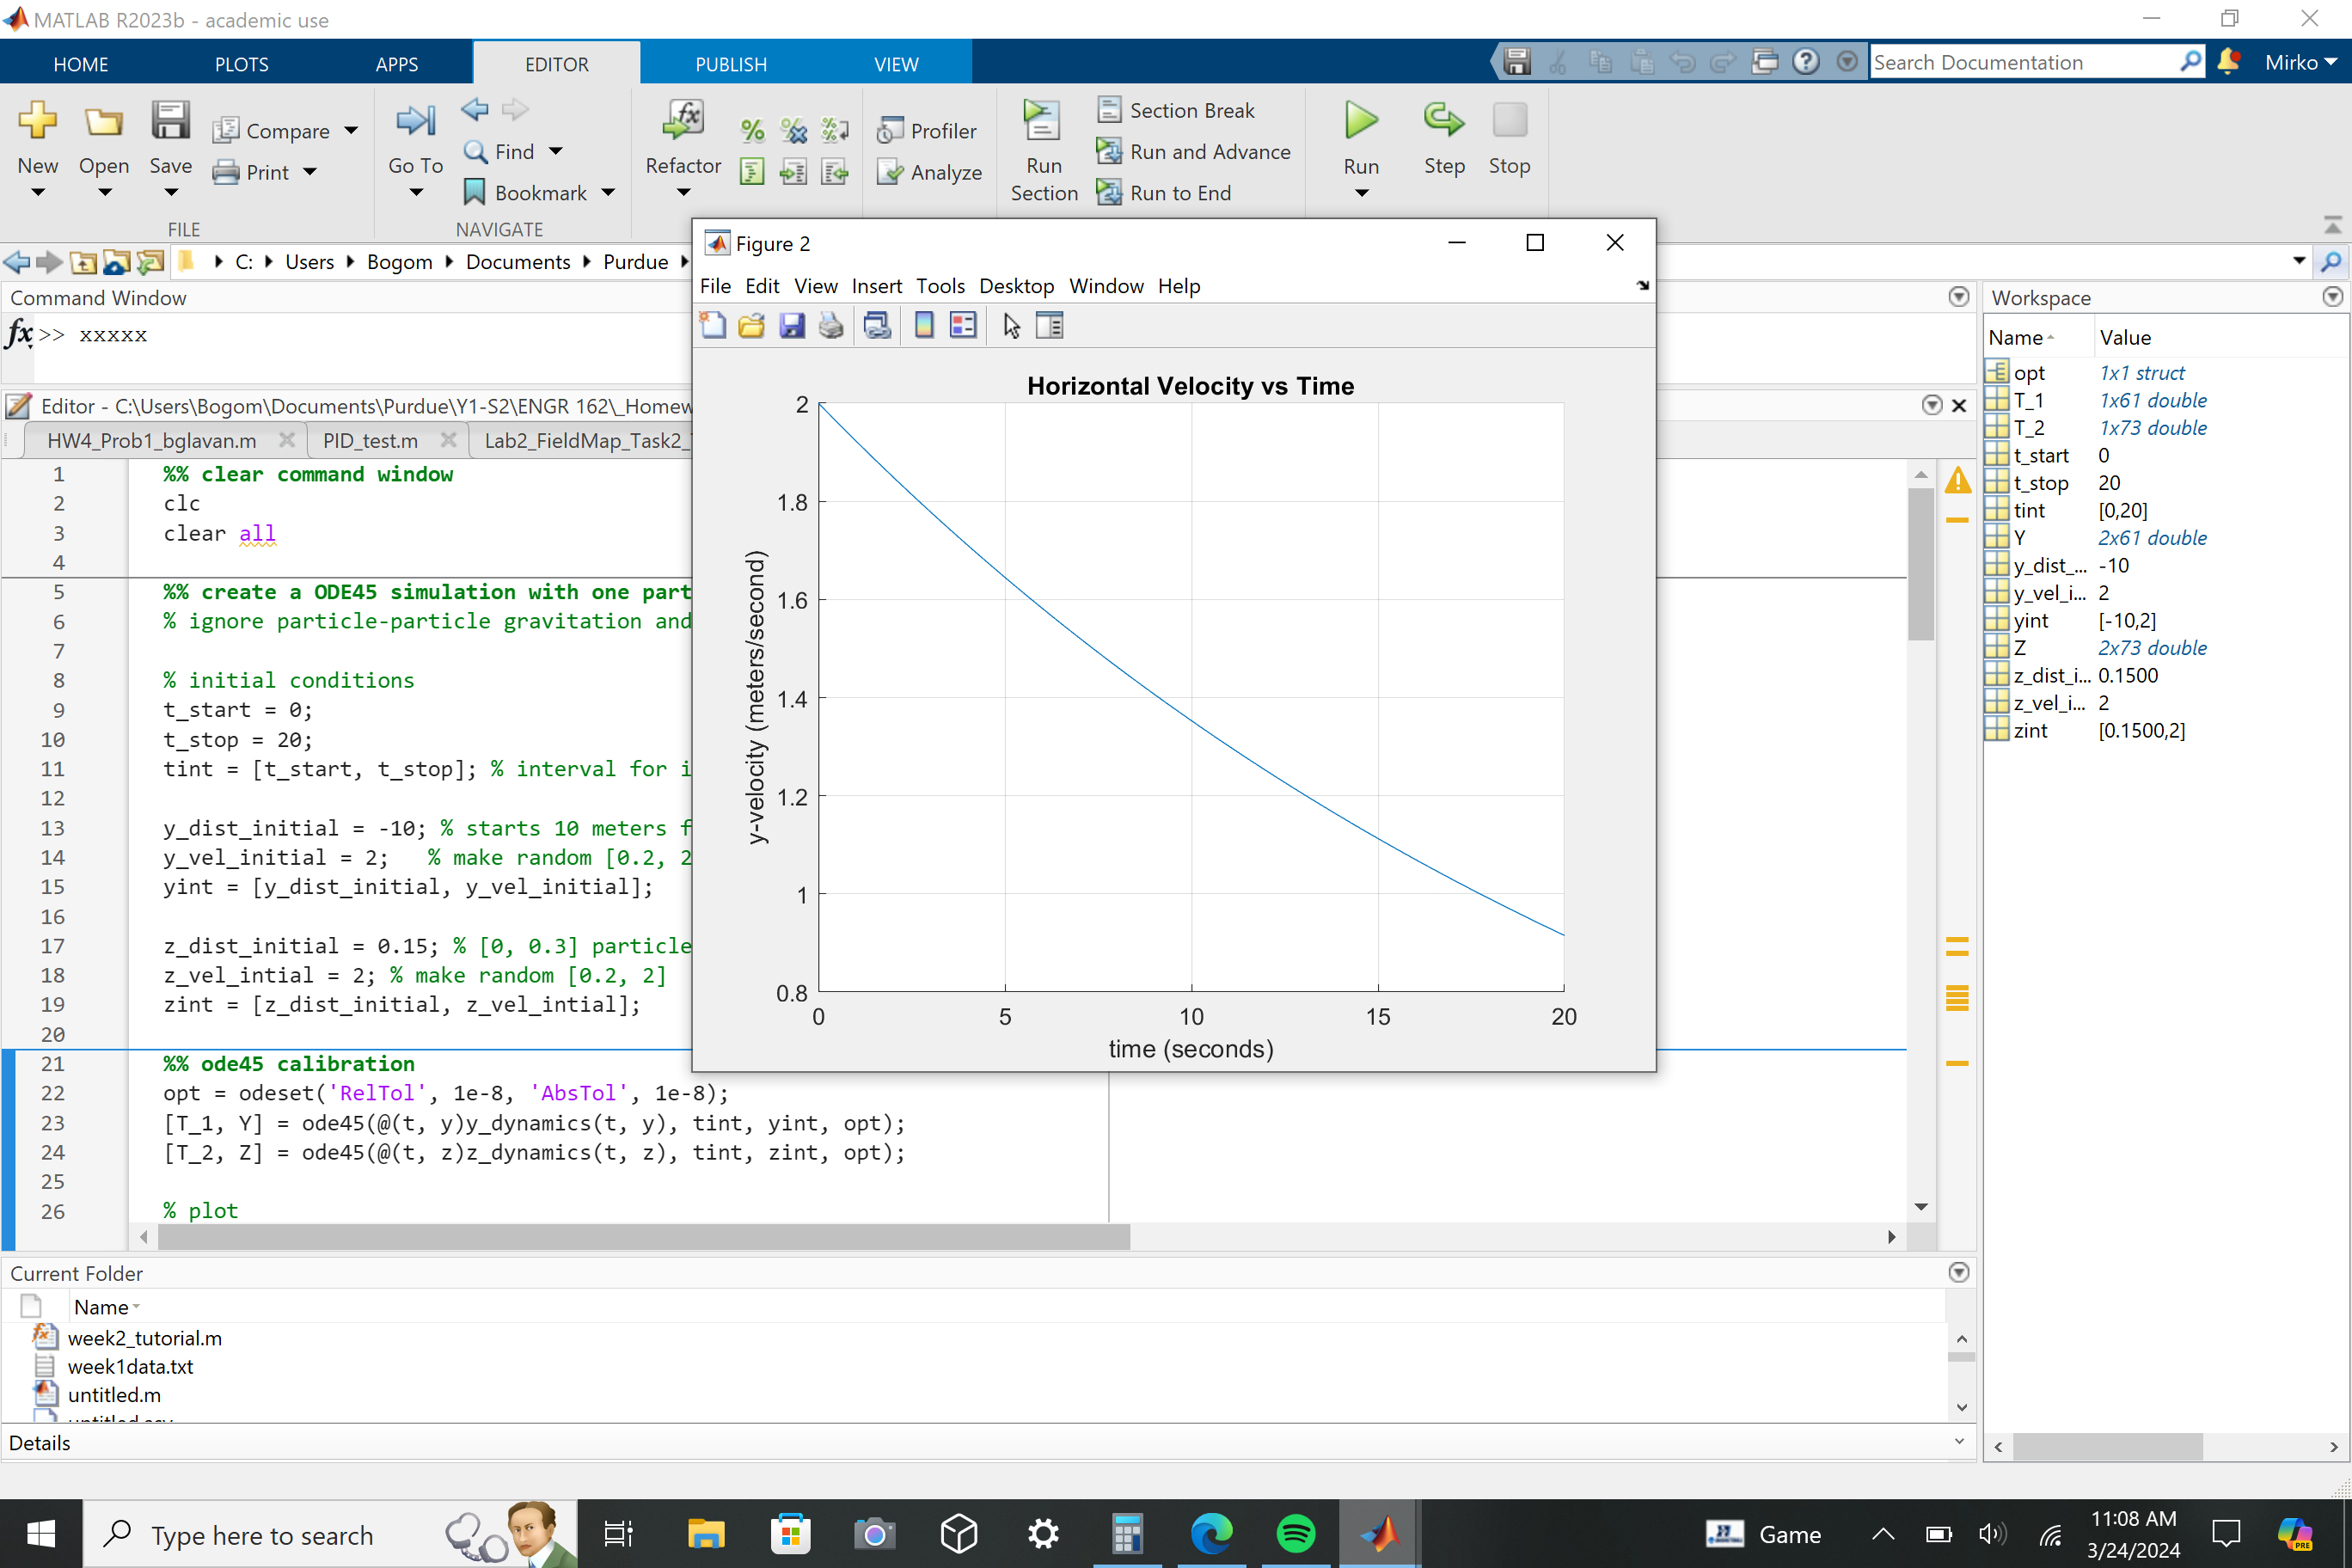 MATLAB R2023b - academic use
HOME PLOTS APPS EDITOR PUBLISH VIEW
Search Documentation
Mirko
New Open Save Compare Print
FILE
Go To Find Bookmark
NAVIGATE
Refactor
Profiler
Analyze
Run Section
Section Break
Run and Advance
Run to End
Run Step Stop
C: Users Bogom Documents Purdue
Command Window
fx >> xxxxx
Editor - C:\Users\Bogom\Documents\Purdue\Y1-S2\ENGR 162\_Homew
HW4_Prob1_bglavan.m PID_test.m Lab2_FieldMap_Task2_
1 %% clear command window
2 clc
3 clear all
4
5 %% create a ODE45 simulation with one part
6 % ignore particle-particle gravitation and
7
8 % initial conditions
9 t_start = 0;
10 t_stop = 20;
11 tint = [t_start, t_stop]; % interval for i
12
13 y_dist_initial = -10; % starts 10 meters f
14 y_vel_initial = 2;   % make random [0.2, 2
15 yint = [y_dist_initial, y_vel_initial];
16
17 z_dist_initial = 0.15; % [0, 0.3] particle
18 z_vel_intial = 2; % make random [0.2, 2]
19 zint = [z_dist_initial, z_vel_intial];
20
21 %% ode45 calibration
22 opt = odeset('RelTol', 1e-8, 'AbsTol', 1e-8);
23 [T_1, Y] = ode45(@(t, y)y_dynamics(t, y), tint, yint, opt);
24 [T_2, Z] = ode45(@(t, z)z_dynamics(t, z), tint, zint, opt);
25
26 % plot
Figure 2
File Edit View Insert Tools Desktop Window Help
Horizontal Velocity vs Time
y-velocity (meters/second)
2
1.8
1.6
1.4
1.2
1
0.8
0 5 10 15 20
time (seconds)
Workspace
Name Value
opt 1x1 struct
T_1 1x61 double
T_2 1x73 double
t_start 0
t_stop 20
tint [0,20]
Y 2x61 double
y_dist_... -10
y_vel_i... 2
yint [-10,2]
Z 2x73 double
z_dist_i... 0.1500
z_vel_i... 2
zint [0.1500,2]
Current Folder
Name
week2_tutorial.m
week1data.txt
untitled.m
untitled.csv
Details
Type here to search
Game
11:08 AM
3/24/2024
PRE